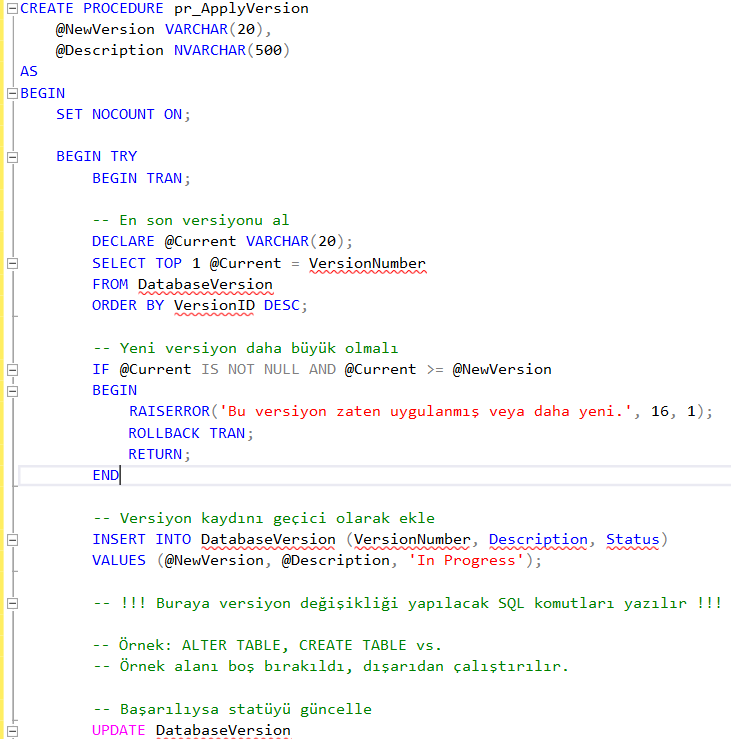 CREATE PROCEDURE pr_ApplyVersion
    @NewVersion VARCHAR(20),
    @Description NVARCHAR(500)
AS
BEGIN
    SET NOCOUNT ON;

    BEGIN TRY
        BEGIN TRAN;

        -- En son versiyonu al
        DECLARE @Current VARCHAR(20);
        SELECT TOP 1 @Current = VersionNumber
        FROM DatabaseVersion
        ORDER BY VersionID DESC;

        -- Yeni versiyon daha büyük olmalı
        IF @Current IS NOT NULL AND @Current >= @NewVersion
        BEGIN
            RAISERROR('Bu versiyon zaten uygulanmış veya daha yeni.', 16, 1);
            ROLLBACK TRAN;
            RETURN;
        END

        -- Versiyon kaydını geçici olarak ekle
        INSERT INTO DatabaseVersion (VersionNumber, Description, Status)
        VALUES (@NewVersion, @Description, 'In Progress');

        -- !!! Buraya versiyon değişikliği yapılacak SQL komutları yazılır !!!

        -- Örnek: ALTER TABLE, CREATE TABLE vs.
        -- Örnek alanı boş bırakıldı, dışarıdan çalıştırılır.

        -- Başarılıysa statüyü güncelle
        UPDATE DatabaseVersion